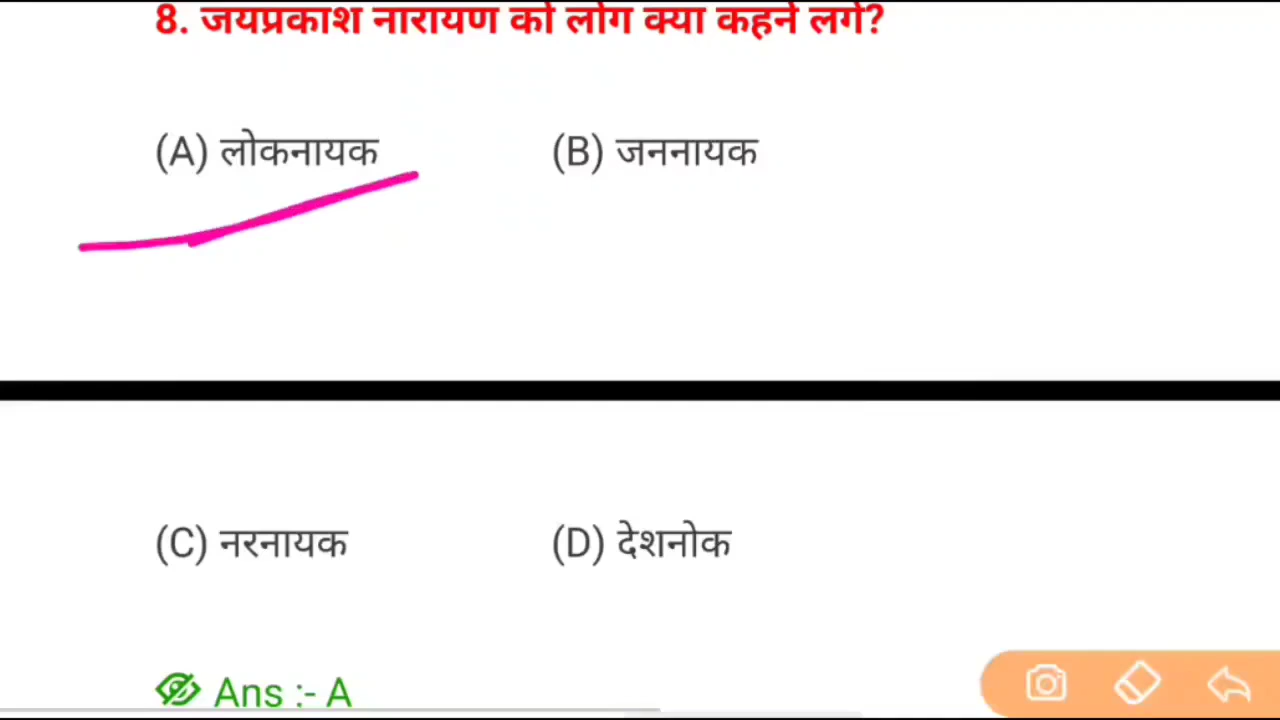 8. जयप्रकाश नारायण को लोग क्या कहने लगे?
(A) लोकनायक (B) जननायक
(C) नरनायक (D) देशनोक
Ans :- A